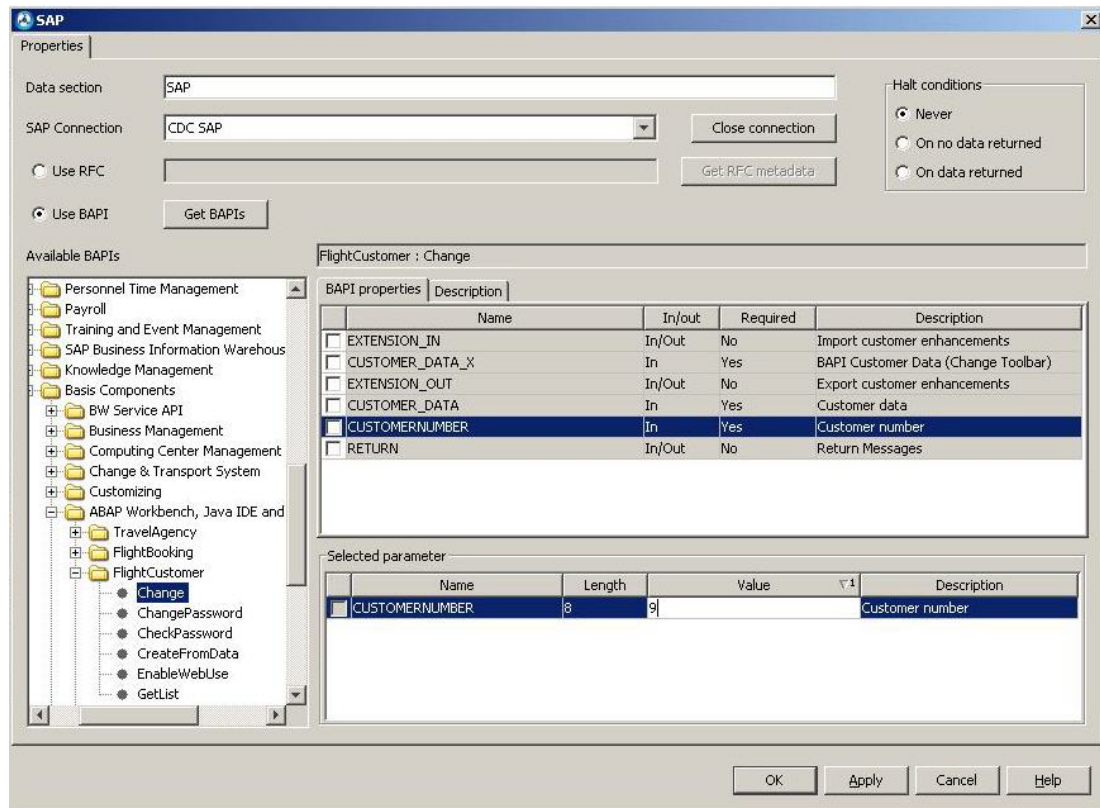 SAP
Properties
Data section SAP
Halt conditions
Never
SAP Connection CDC SAP Close connection
On no data returned
Use RFC Get RFC metadata On data returned
Use BAPI Get BAPIs
Available BAPIs FlightCustomer : Change
Personnel Time Management
Payroll
Training and Event Management
SAP Business Information Warehous
Knowledge Management
Basis Components
BW Service API
Business Management
Computing Center Management
Change & Transport System
Customizing
ABAP Workbench, Java IDE and
TravelAgency
FlightBooking
FlightCustomer
Change
ChangePassword
CheckPassword
CreateFromData
EnableWebUse
GetList
BAPI properties Description
Name In/out Required Description
EXTENSION_IN In/Out No Import customer enhancements
CUSTOMER_DATA_X In Yes BAPI Customer Data (Change Toolbar)
EXTENSION_OUT In/Out No Export customer enhancements
CUSTOMER_DATA In Yes Customer data
CUSTOMERNUMBER In Yes Customer number
RETURN In/Out No Return Messages
Selected parameter
Name Length Value 1 Description
CUSTOMERNUMBER 8 9 Customer number
OK Apply Cancel Help